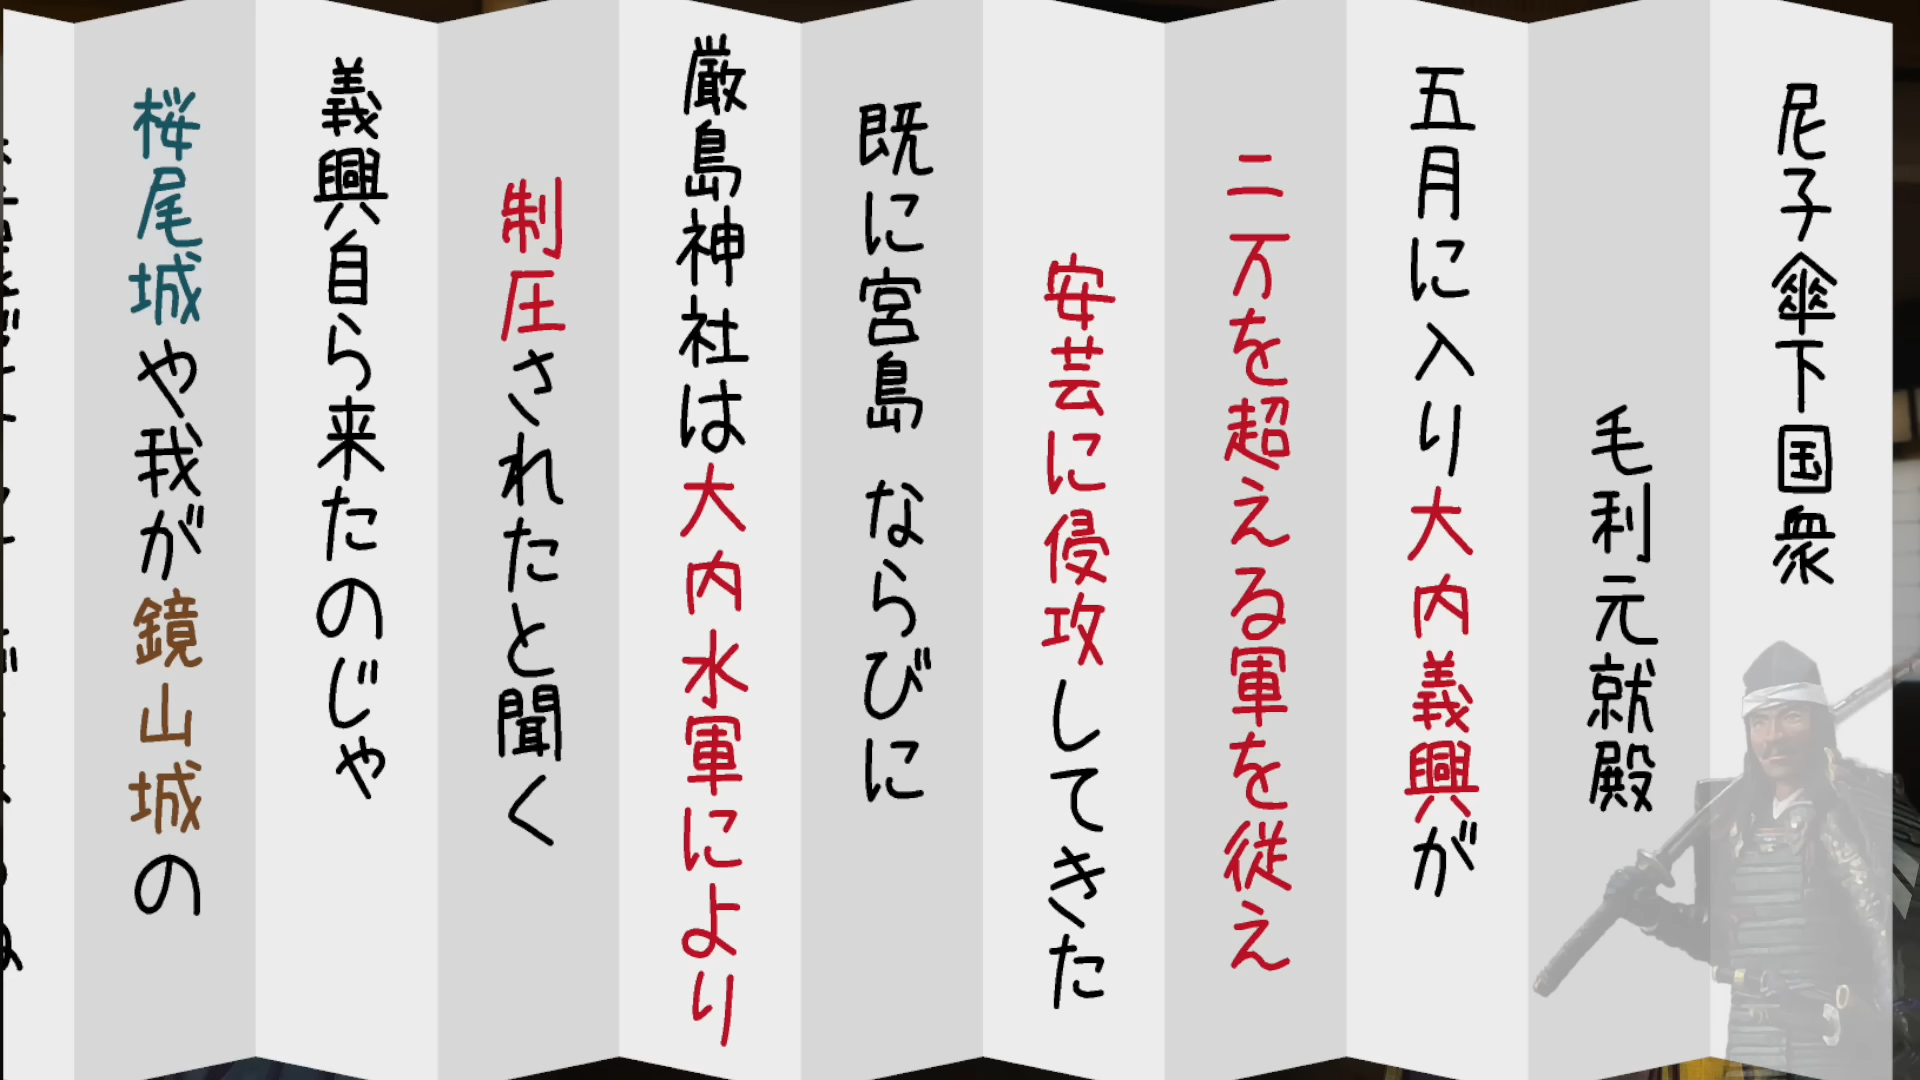 尼子傘下国衆
毛利元就殿
五月に入り大内義興が
二万を超える軍を従え
安芸に侵攻してきた
既に宮島 ならびに
厳島神社は大内水軍により
制圧されたと聞く
義興自ら来たのじゃ
桜尾城や我が鏡山城の